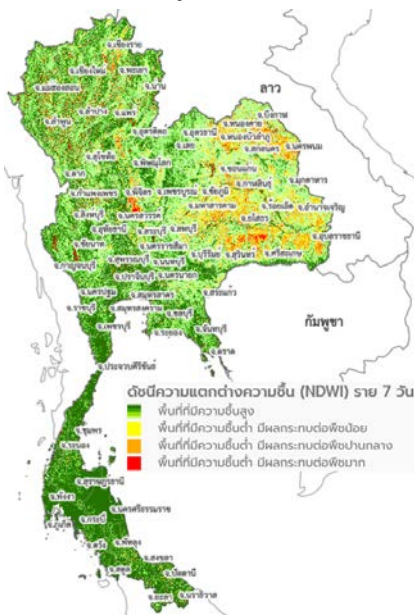 จ.เชียงราย
จ.เชียงใหม่
จ.พะเยา
จ.แม่ฮ่องสอน
จ.น่าน
จ.ลำปาง
จ.แพร่
จ.ลำพูน
จ.อุตรดิตถ์
ลาว
จ.บึงกาฬ
จ.หนองคาย
จ.อุดรธานี
จ.หนองบัวลำภู
จ.เลย
จ.สกลนคร
จ.นครพนม
จ.สุโขทัย
จ.พิษณุโลก
จ.ตาก
จ.ขอนแก่น
จ.กาฬสินธุ์
จ.มุกดาหาร
จ.กำแพงเพชร
จ.พิจิตร
จ.เพชรบูรณ์
จ.ชัยภูมิ
จ.มหาสารคาม
จ.ร้อยเอ็ด
จ.อำนาจเจริญ
จ.ยโสธร
จ.สิงห์บุรี
จ.นครสวรรค์
จ.อุทัยธานี
จ.สระบุรี
จ.ลพบุรี
จ.อุบลราชธานี
จ.ชัยนาท
จ.นครราชสีมา
จ.บุรีรัมย์
จ.สุรินทร์
จ.ศรีสะเกษ
จ.กาญจนบุรี
จ.สุพรรณบุรี
จ.นนทบุรี
จ.ปราจีนบุรี
จ.นครนายก
จ.นครปฐม
จ.สมุทรสาคร
จ.สระแก้ว
จ.ราชบุรี
จ.สมุทรสงคราม
จ.ชลบุรี
จ.เพชรบุรี
จ.ระยอง
จ.จันทบุรี
จ.ตราด
กัมพูชา
จ.ประจวบคีรีขันธ์
ดัชนีความแตกต่างความชื้น (NDWI) ราย 7 วัน
พื้นที่ที่มีความชื้นสูง
พื้นที่ที่มีความชื้นต่ำ มีผลกระทบต่อพืชน้อย
พื้นที่ที่มีความชื้นต่ำ มีผลกระทบต่อพืชปานกลาง
พื้นที่ที่มีความชื้นต่ำ มีผลกระทบต่อพืชมาก
จ.ชุมพร
จ.ระนอง
จ.สุราษฎร์ธานี
จ.พังงา
จ.นครศรีธรรมราช
จ.กระบี่
จ.ภูเก็ต
จ.ตรัง
จ.พัทลุง
จ.สงขลา
จ.สตูล
จ.ปัตตานี
จ.ยะลา
จ.นราธิวาส